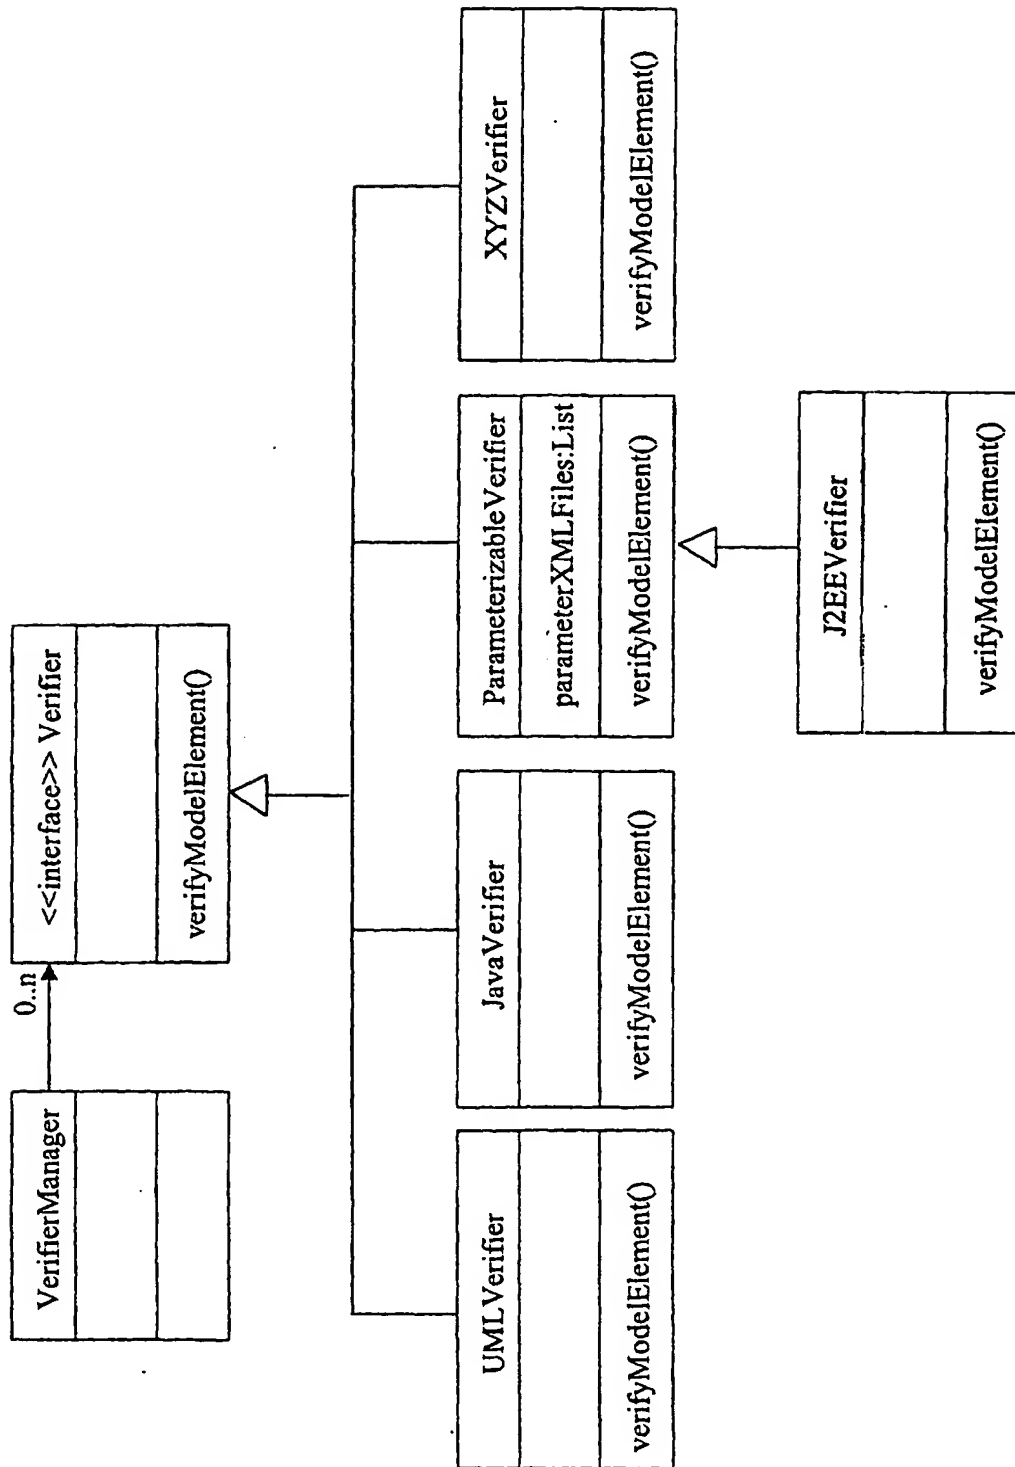 VerifierManager
0..n
<<interface>> Verifier
verifyModelElement()
UMLVerifier
verifyModelElement()
JavaVerifier
verifyModelElement()
ParameterizableVerifier
parameterXMLFiles:List
verifyModelElement()
XYZVerifier
verifyModelElement()
J2EEVerifier
verifyModelElement()